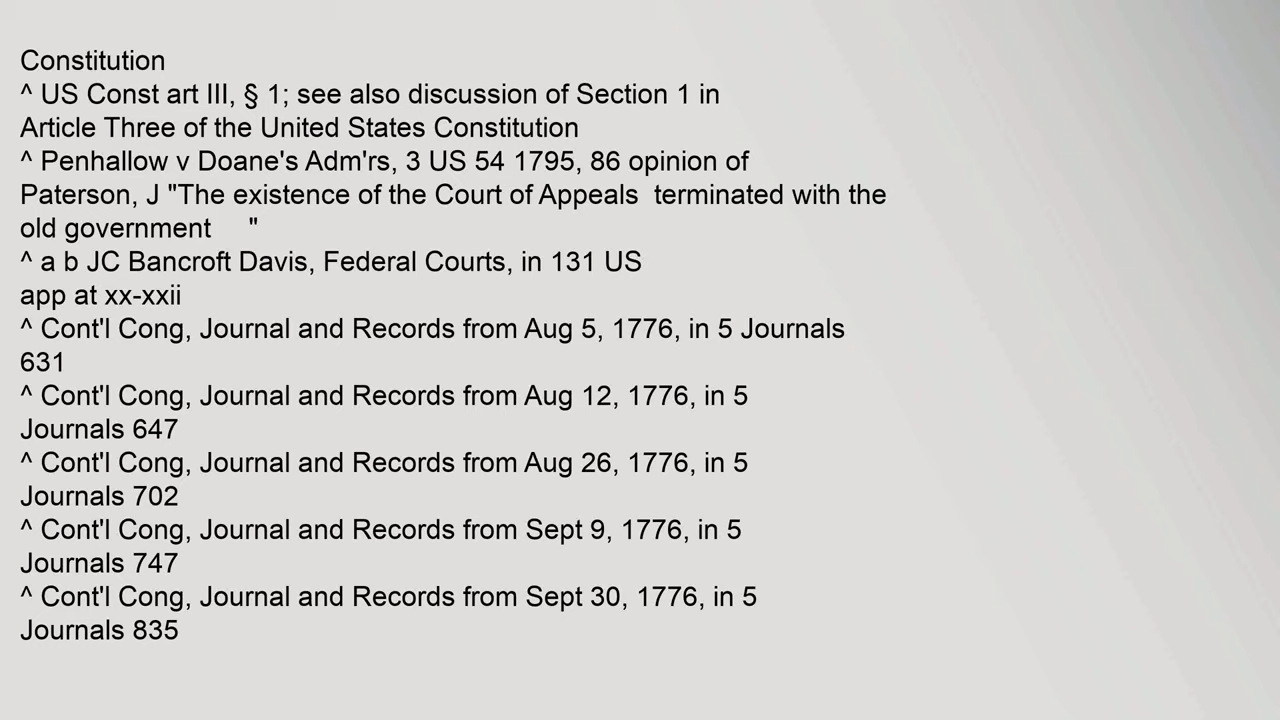 Constitution
^ US Const art III, § 1; see also discussion of Section 1 in
Article Three of the United States Constitution
^ Penhallow v Doane's Adm'rs, 3 US 54 1795, 86 opinion of
Paterson, J "The existence of the Court of Appeals  terminated with the
old government     "
^ a b JC Bancroft Davis, Federal Courts, in 131 US
app at xx-xxii
^ Cont'l Cong, Journal and Records from Aug 5, 1776, in 5 Journals
631
^ Cont'l Cong, Journal and Records from Aug 12, 1776, in 5
Journals 647
^ Cont'l Cong, Journal and Records from Aug 26, 1776, in 5
Journals 702
^ Cont'l Cong, Journal and Records from Sept 9, 1776, in 5
Journals 747
^ Cont'l Cong, Journal and Records from Sept 30, 1776, in 5
Journals 835